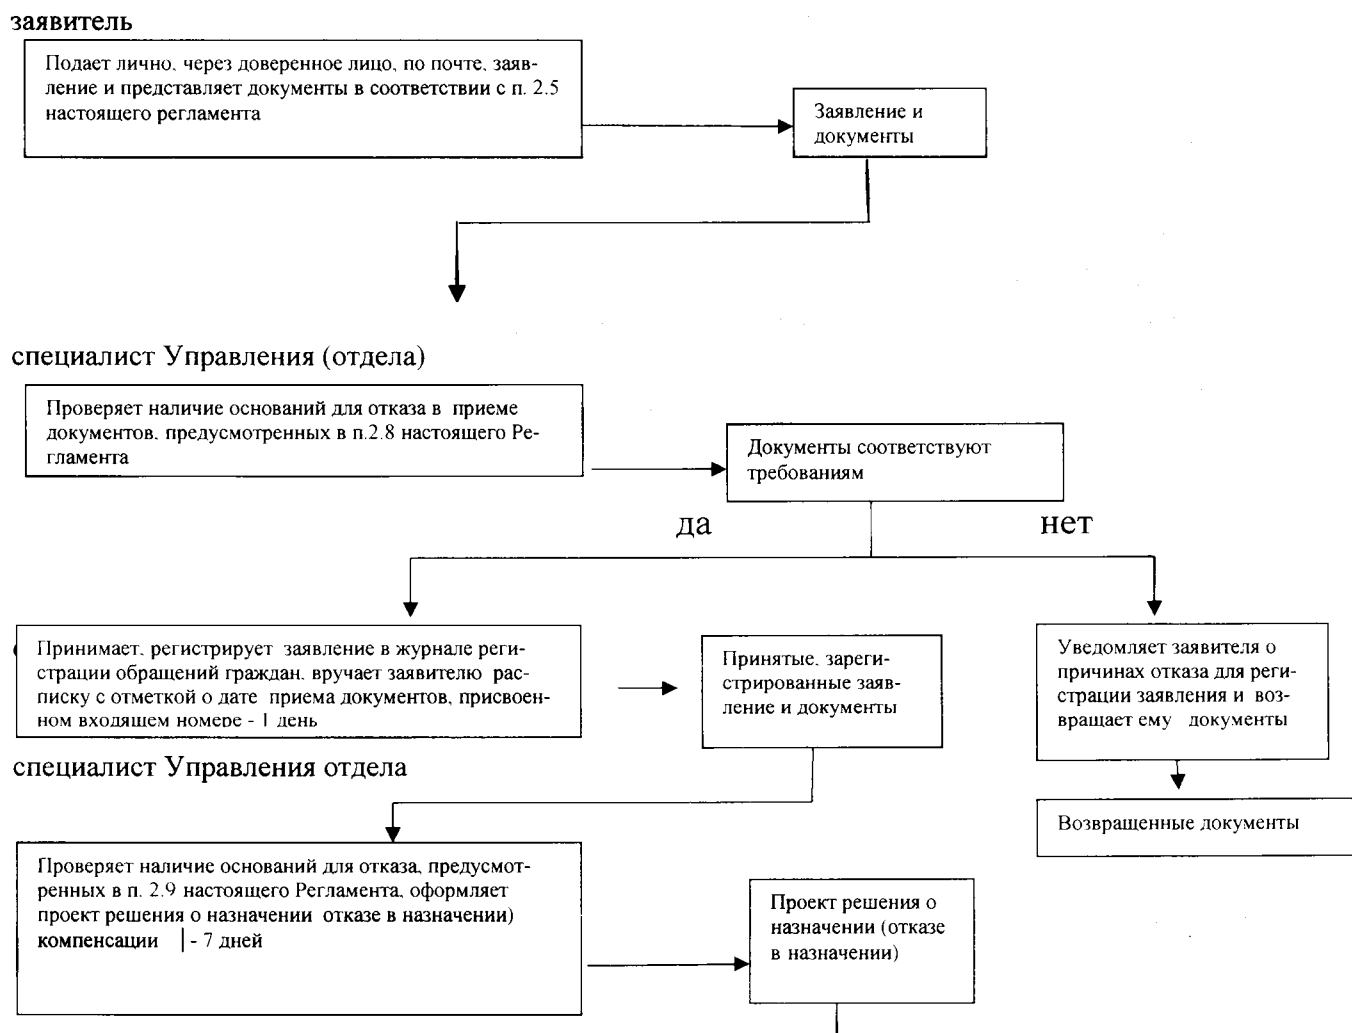 заявитель
Подает лично, через доверенное лицо, по почте, заяв-
ление и представляет документы в соответствии с п. 2.5
настоящего регламента
Заявление и
документы
специалист Управления (отдела)
Проверяет наличие оснований для отказа в приеме
документов, предусмотренных в п.2.8 настоящего Ре-
гламента
Документы соответствуют
требованиям
да
нет
Принимает, регистрирует заявление в журнале реги-
страции обращений граждан, вручает заявителю рас-
писку с отметкой о дате приема документов, присвоен-
ном входящем номере - 1 день
Принятые, зареги-
стрированные заяв-
ление и документы
Уведомляет заявителя о
причинах отказа для реги-
страции заявления и воз-
вращает ему документы
специалист Управления отдела
Возвращенные документы
Проверяет наличие оснований для отказа, предусмот-
ренных в п. 2.9 настоящего Регламента, оформляет
проект решения о назначении отказе в назначении)
компенсации - 7 дней
Проект решения о
назначении (отказе
в назначении)